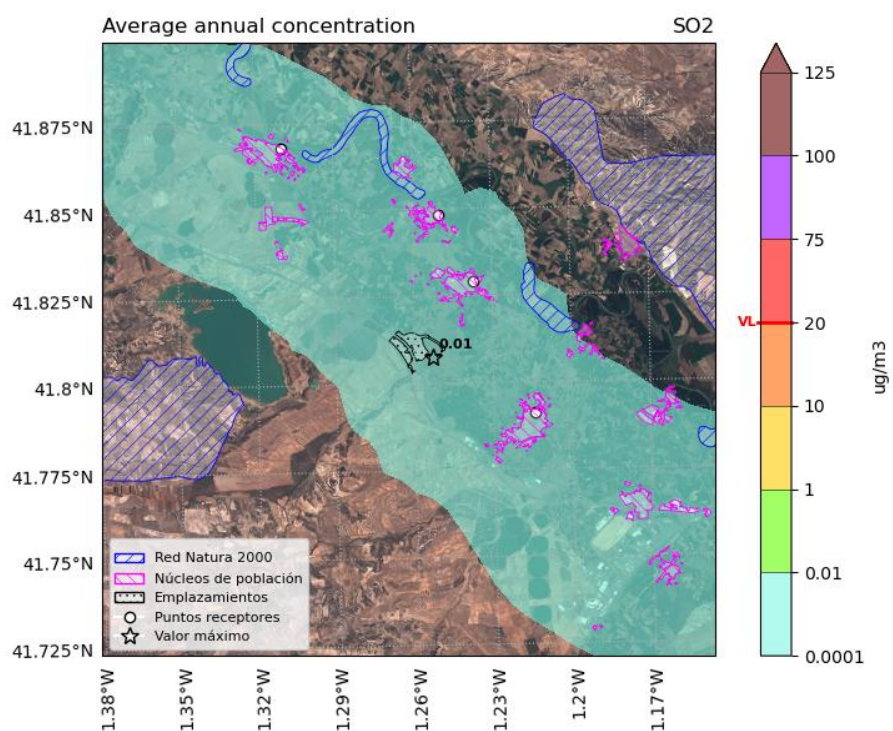 Average annual concentration SO2
41.875°N
41.85°N
41.825°N
41.8°N
41.775°N
41.75°N
41.725°N
1.38°W
1.35°W
1.32°W
1.29°W
1.26°W
1.23°W
1.2°W
1.17°W
0.01
Red Natura 2000
Núcleos de población
Emplazamientos
Puntos receptores
Valor máximo
125
100
75
VL 20
10
1
0.01
0.0001
ug/m3